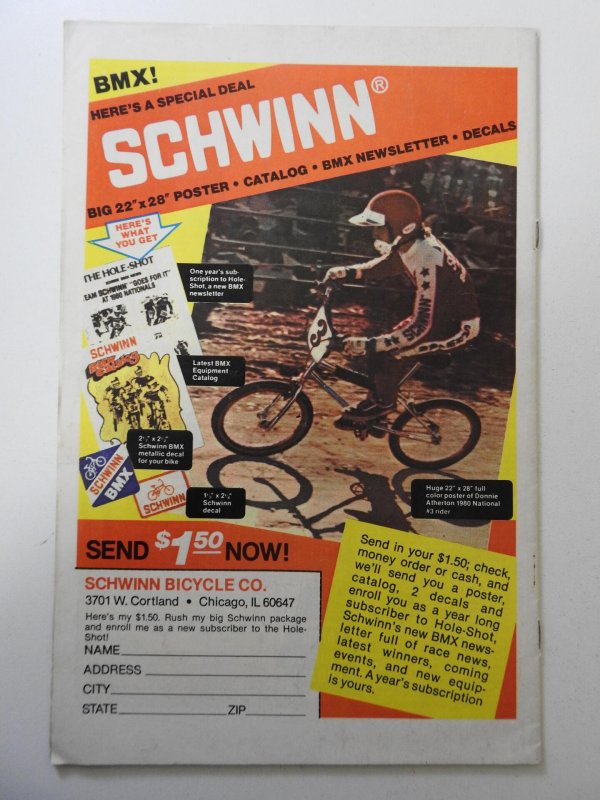 BMX!
HERE'S A SPECIAL DEAL
SCHWINN®
BIG 22"x 28" POSTER • CATALOG • BMX NEWSLETTER • DECALS
HERE'S
WHAT
YOU GET
THE HOLE-SHOT
EAM SCHWINN "GOES FOR IT"
AT 1980 NATIONALS
One year's sub-
scription to Hole-
Shot, a new BMX
newsletter
SCHWINN
Latest BMX
Equipment
Catalog
2½" x 2½"
Schwinn BMX
metallic decal
for your bike
SCHWINN
BMX
SCHWINN
1½" x 2½"
Schwinn
decal
SCHWINN
Huge 22" x 28" full
color poster of Donnie
Atherton 1980 National
#3 rider
SEND $1 50 NOW!
SCHWINN BICYCLE CO.
3701 W. Cortland • Chicago, IL 60647
Here's my $1.50. Rush my big Schwinn package
and enroll me as a new subscriber to the Hole-
Shot!
NAME
ADDRESS
CITY
STATE ZIP
Send in your $1.50; check,
money order or cash, and
we'll send you a poster,
catalog, 2 decals and
enroll you as a year long
subscriber to Hole-Shot,
Schwinn's new BMX news-
letter full of race news,
latest winners, coming
events, and new equip-
ment. A year's subscription
is yours.